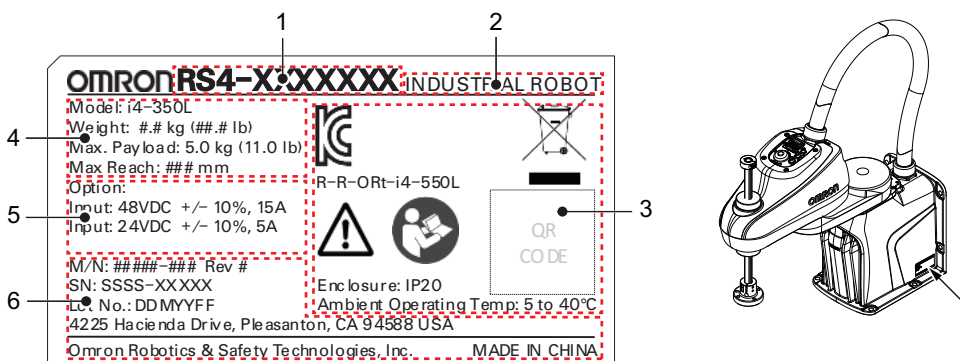 1
2
OMRON RS4-XXXXXXX INDUSTRIAL ROBOT
Model: i4-350L
4
Weight: #.# kg (##.# lb)
Max. Payload: 5.0 kg (11.0 lb)
Max Reach: ### mm
R-R-ORt-i4-550L
Option:
5
Input: 48VDC +/- 10%, 15A
Input: 24VDC +/- 10%, 5A
3
QR
CODE
M/N: #####-### Rev #
SN: SSSS-XXXXX
6
Lot No.: DDMYYFF
Enclosure: IP20
Ambient Operating Temp: 5 to 40°C
4225 Hacienda Drive, Pleasanton, CA 94588 USA
Omron Robotics & Safety Technologies, Inc. MADE IN CHINA
OMRON